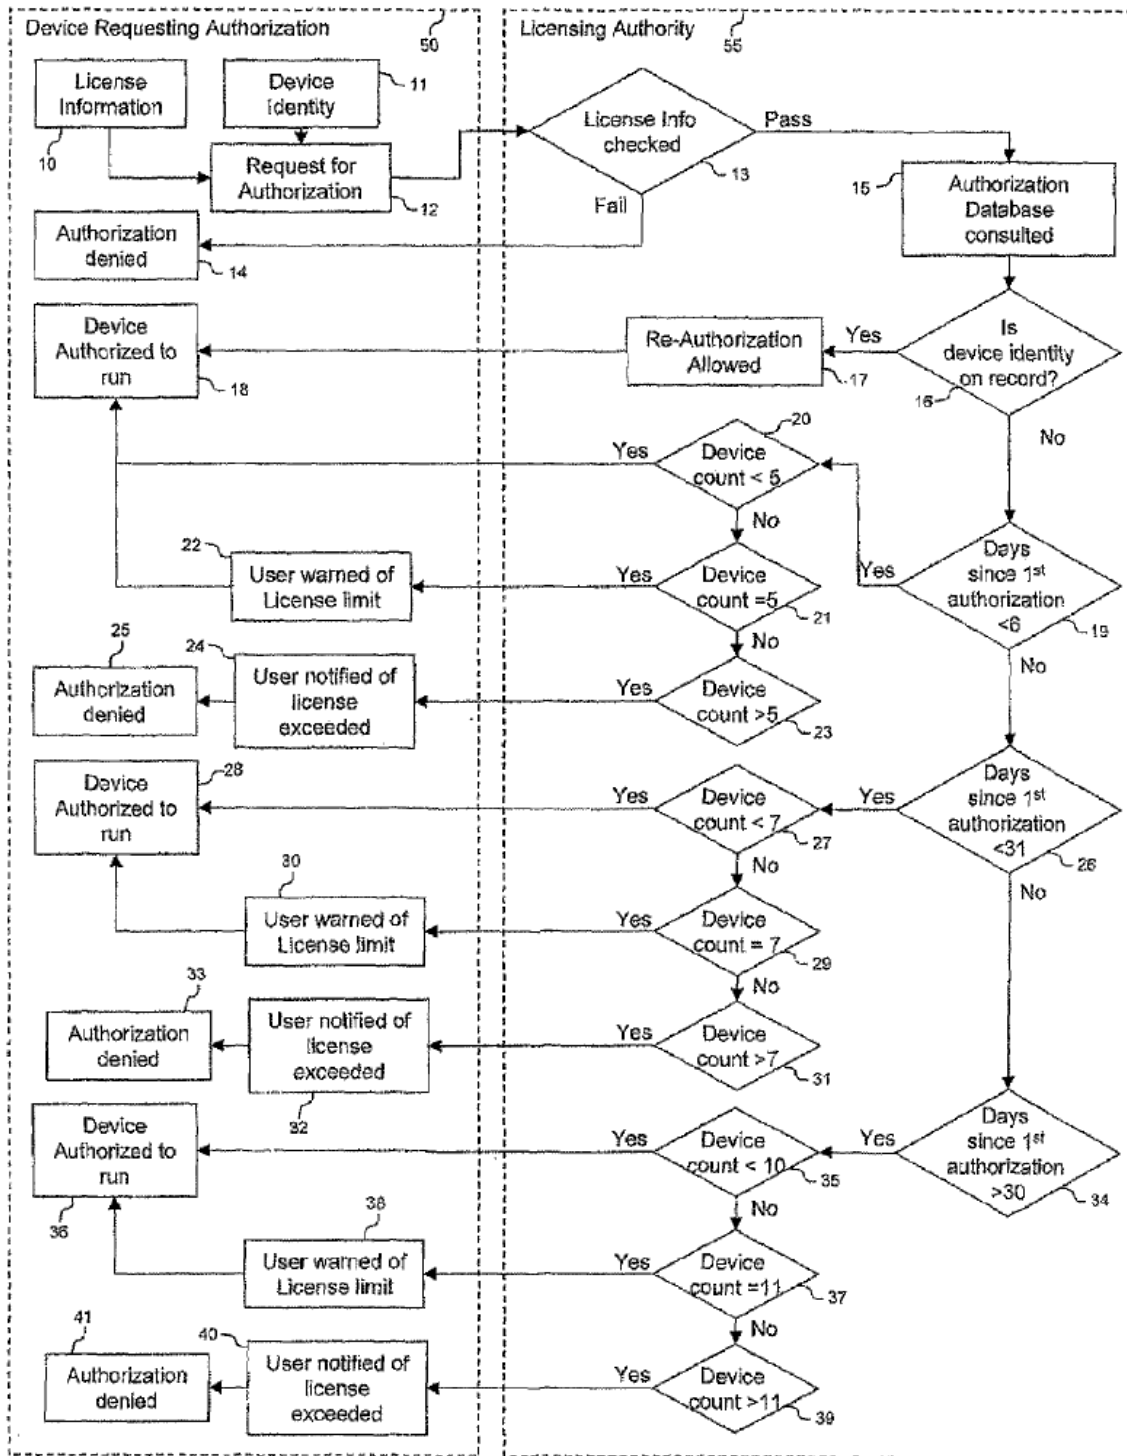 Device Requesting Authorization
50
Licensing Authority
55
License
Information
10
Device
Identity
11
Request for
Authorization
12
License Info
checked
13
Pass
Fail
Authorization
denied
14
15
Authorization
Database
consulted
Device
Authorized to
run
18
Re-Authorization
Allowed
17
Yes
Is
device identity
on record?
16
No
20
Yes
Device
count < 5
No
22
User warned of
License limit
Yes
Device
count =5
21
No
Yes
Days
since 1st
authorization
<6
19
No
25
Authorization
denied
24
User notified of
license
exceeded
Yes
Device
count >5
23
28
Device
Authorized to
run
Yes
Device
count < 7
27
No
Yes
Days
since 1st
authorization
<31
26
No
30
User warned of
License limit
Yes
Device
count = 7
29
No
33
Authorization
denied
User notified of
license
exceeded
32
Yes
Device
count >7
31
Device
Authorized to
run
36
Yes
Device
count < 10
35
No
Yes
Days
since 1st
authorization
>30
34
38
User warned of
License limit
Yes
Device
count =11
37
No
41
Authorization
denied
40
User notified of
license
exceeded
Yes
Device
count >11
39